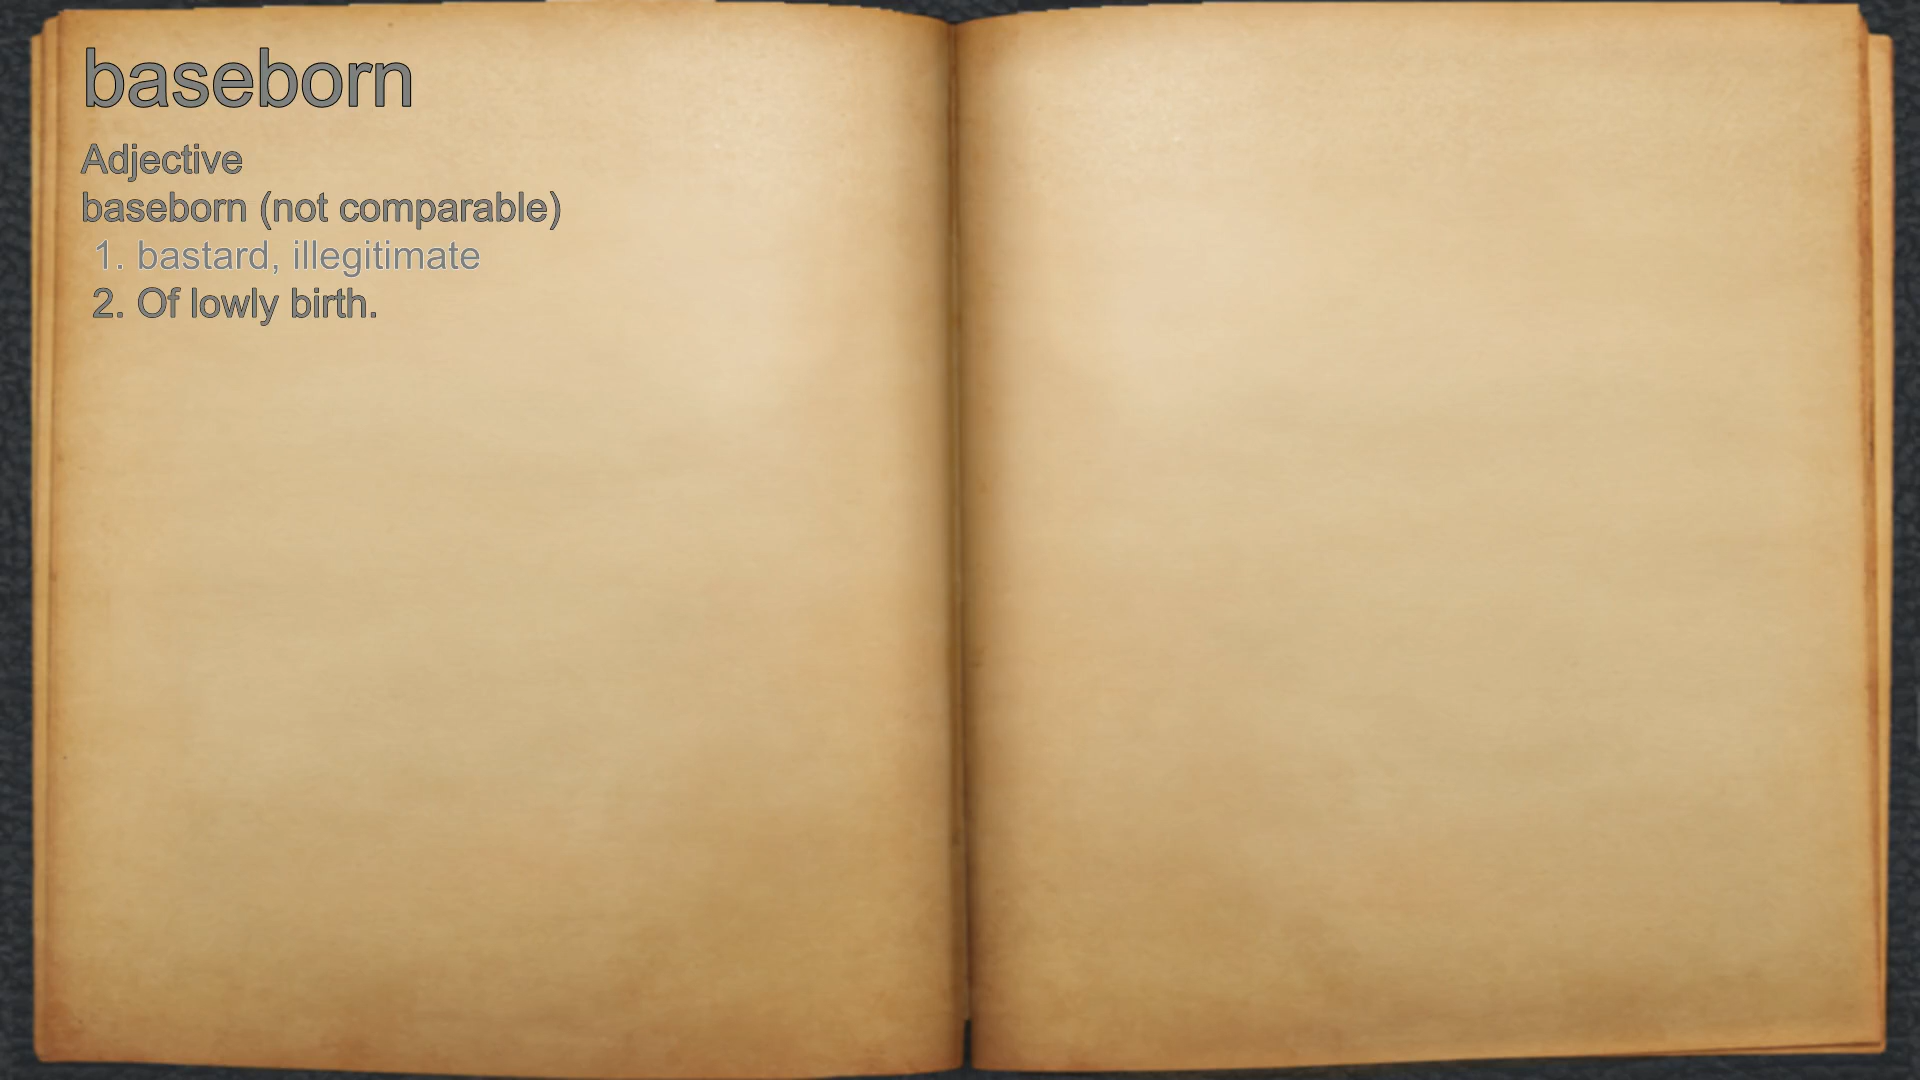 baseborn
Adjective
baseborn (not comparable)
1. bastard, illegitimate
2. Of lowly birth.